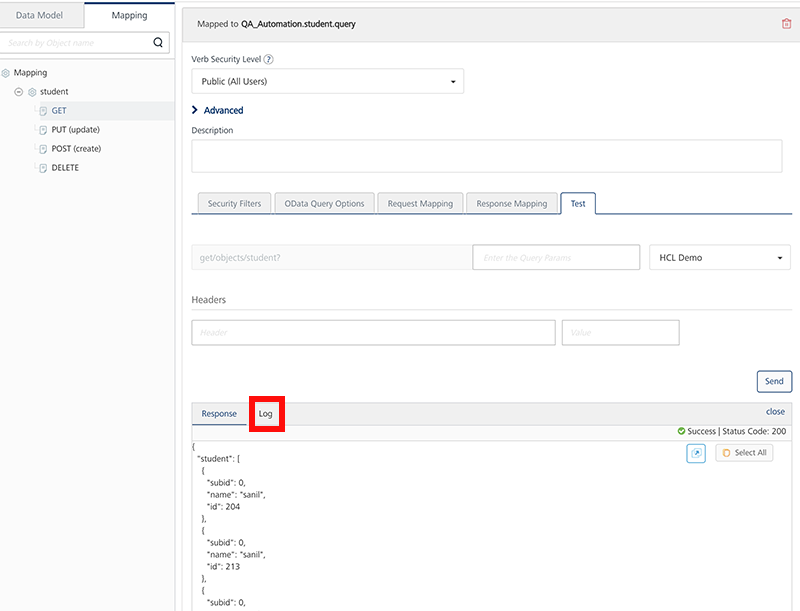 Data Model
Mapping
Search by Object name
Mapping
student
GET
PUT (update)
POST (create)
DELETE
Mapped to QA_Automation.student.query
Verb Security Level ?
Public (All Users)
Advanced
Description
Security Filters
OData Query Options
Request Mapping
Response Mapping
Test
get/objects/student?
Enter the Query Params
HCL Demo
Headers
Header
Value
Send
Response
Log
close
Success | Status Code: 200
Select All
{
"student": [
{
"subid": 0,
"name": "sanil",
"id": 204
},
{
"subid": 0,
"name": "sanil",
"id": 213
},
{
"subid": 0,